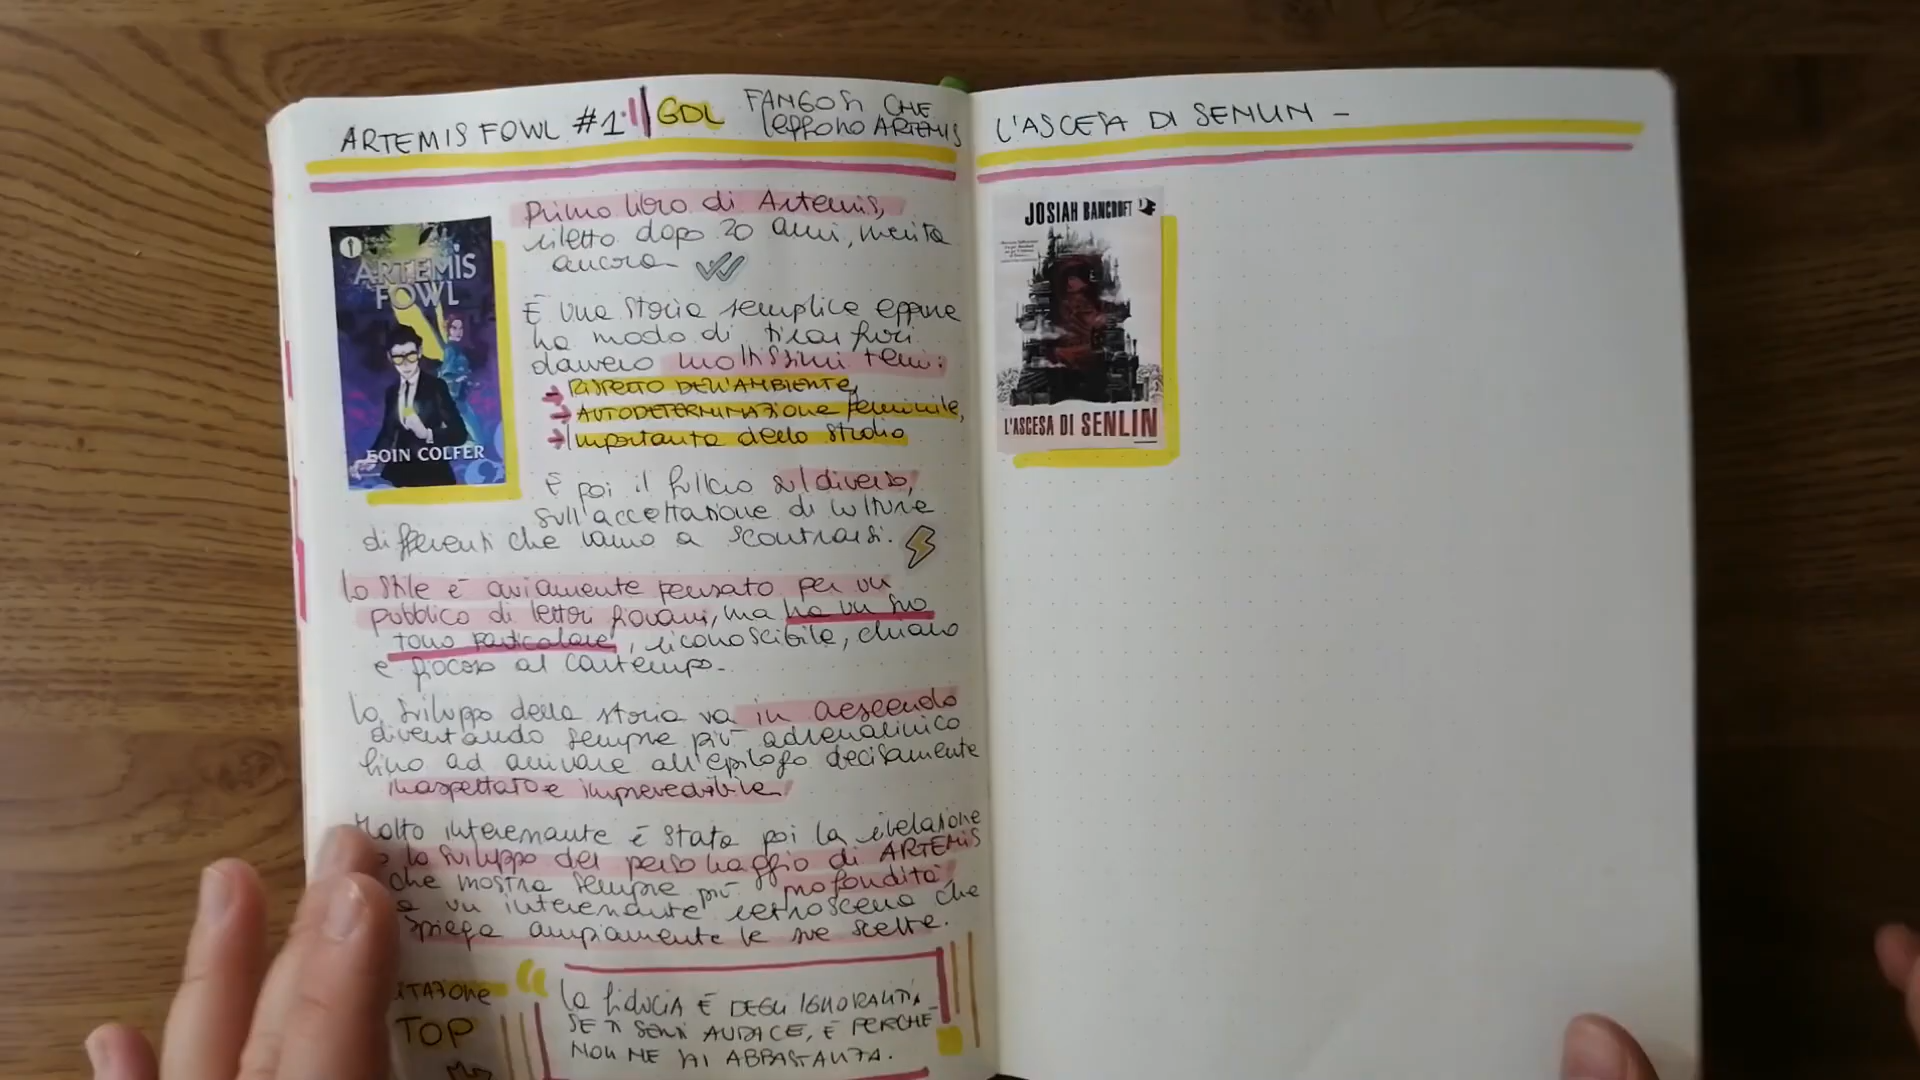 ARTEMIS FOWL #1 GDL FANGOSI CHE
leggono ARTEMIS
Primo libro di Artemis,
riletto dopo 20 anni, merita
ancora
ARTEMIS
FOWL
EOIN COLFER
È una storia semplice eppure
ha modo di tirar fuori
davvero moltissimi temi:
RISPETTO DELL'AMBIENTE,
AUTODETERMINAZIONE femminile,
Importanza dello studio
È poi il fulcro sul diverso,
sull'accettazione di culture
differenti che vanno a scontrarsi.
Lo stile è ovviamente pensato per un
pubblico di lettori giovani, ma ha un suo
tono particolare, riconoscibile, chiaro
e giocoso al contempo.
Lo sviluppo della storia va in crescendo
diventando sempre più adrenalinico
fino ad arrivare all'epilogo decisamente
inaspettato e imprevedibile
Molto interessante è stata poi la rivelazione
lo sviluppo del personaggio di ARTEMIS
che mostra sempre più profondità
e un interessante retroscena che
spiega ampiamente le sue scelte.
CITAZIONE
TOP
La fiducia è degli ignoranti.
SE TI SENTI AUDACE, È PERCHÉ
NON NE HAI ABBASTANZA.
L'ASCESA DI SENLIN -
JOSIAH BANCROFT
L'ASCESA DI SENLIN